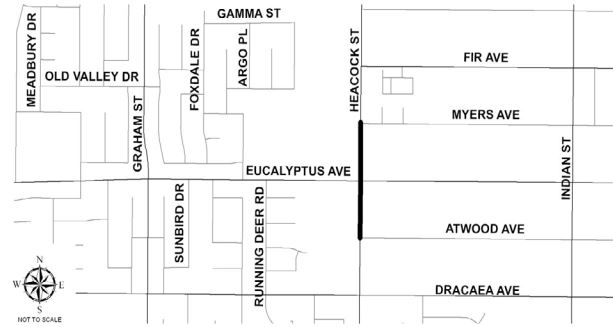 GAMMA ST
MEADBURY DR
FOXDALE DR
ARGO PL
HEACOCK ST
FIR AVE
OLD VALLEY DR
GRAHAM ST
MYERS AVE
EUCALYPTUS AVE
INDIAN ST
SUNBIRD DR
RUNNING DEER RD
ATWOOD AVE
N
W
E
S
DRACAEA AVE
NOT TO SCALE